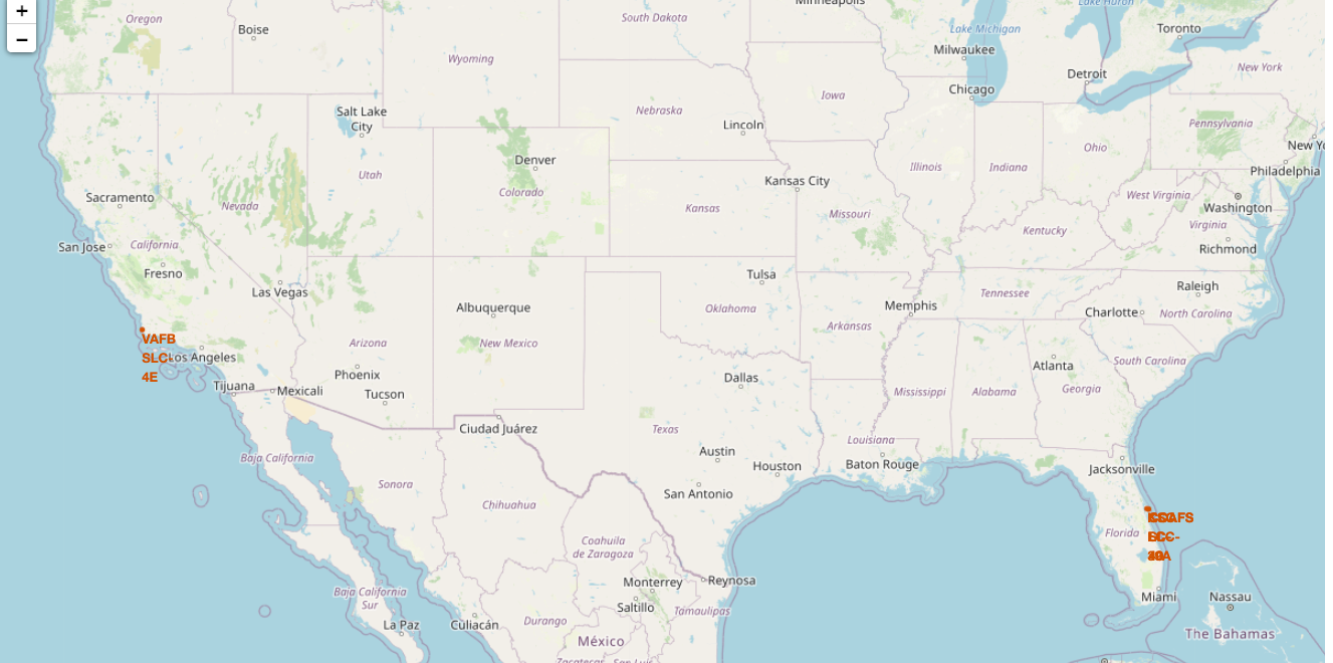 +
−
Oregon
Boise
South Dakota
Minneapolis
Lake Huron
Toronto
Lake Michigan
Milwaukee
Wyoming
Detroit
New York
Chicago
Iowa
Nebraska
Salt Lake
City
Lincoln
Pennsylvania
Ohio
New Yo
Denver
Illinois
Indiana
Utah
Kansas City
Philadelphia
Colorado
Sacramento
West Virginia
Nevada
Kansas
Missouri
Washington
Virginia
Kentucky
San Jose
California
Richmond
Fresno
Tulsa
Las Vegas
Raleigh
Tennessee
Albuquerque
Oklahoma
Memphis
Charlotte
North Carolina
Arkansas
VAFB
SLC-
4E
Arizona
New Mexico
Los Angeles
South Carolina
Atlanta
Phoenix
Dallas
Tijuana
Mexicali
Tucson
Mississippi
Alabama
Georgia
Ciudad Juárez
Texas
Louisiana
Austin
Baja California
Houston
Baton Rouge
Jacksonville
Sonora
San Antonio
Chihuahua
Florida
Coahuila
de Zaragoza
Monterrey
Reynosa
Baja California
Sur
Miami
Nassau
Saltillo
Tamaulipas
La Paz
Culiacán
Durango
México
The Bahamas
Zacatecas
San Luis